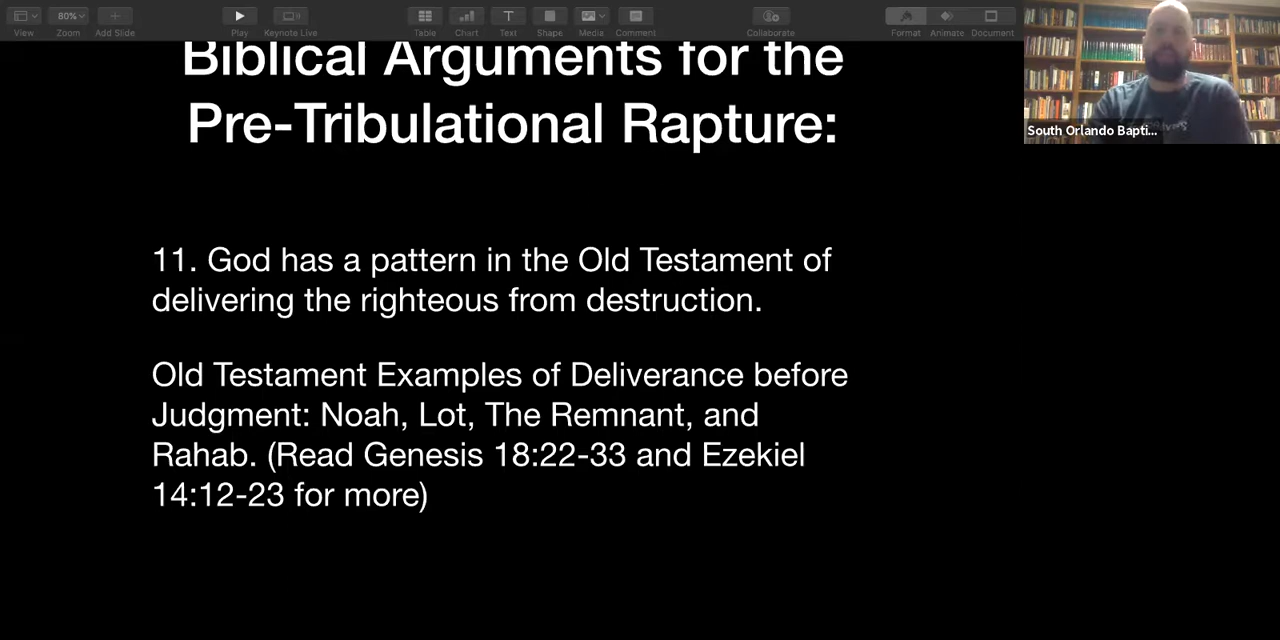 80%
View
Zoom
Add Slide
Play
Keynote Live
Table
Chart
Text
Shape
Media
Comment
Collaborate
Format
Animate
Document
South Orlando Bapti...
Biblical Arguments for the
Pre-Tribulational Rapture:
11. God has a pattern in the Old Testament of
delivering the righteous from destruction.
Old Testament Examples of Deliverance before
Judgment: Noah, Lot, The Remnant, and
Rahab. (Read Genesis 18:22-33 and Ezekiel
14:12-23 for more)